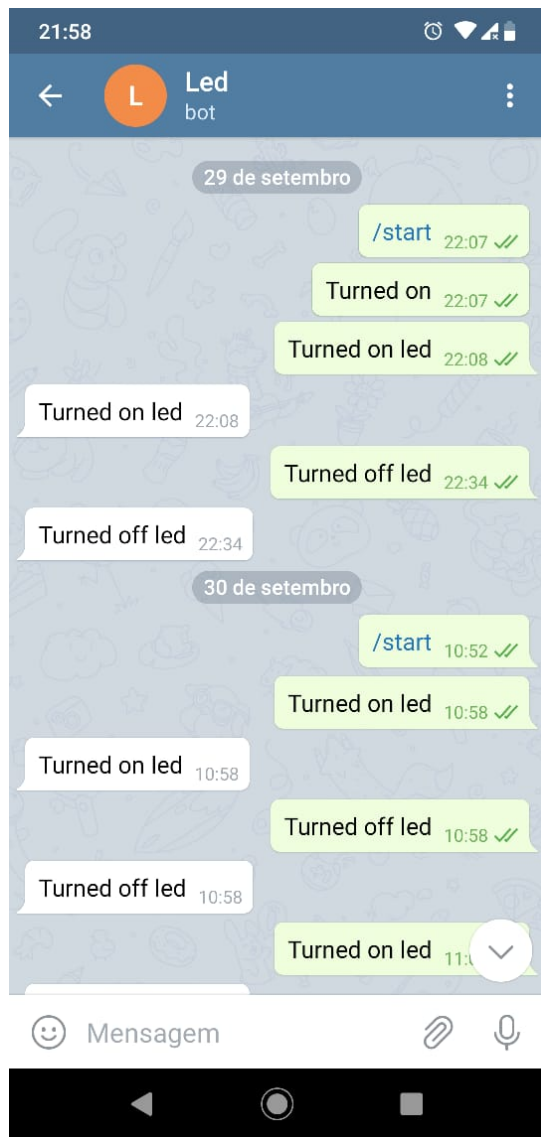 21:58
L
Led
bot
29 de setembro
/start 22:07
Turned on 22:07
Turned on led 22:08
Turned on led 22:08
Turned off led 22:34
Turned off led 22:34
30 de setembro
/start 10:52
Turned on led 10:58
Turned on led 10:58
Turned off led 10:58
Turned off led 10:58
Turned on led
Mensagem